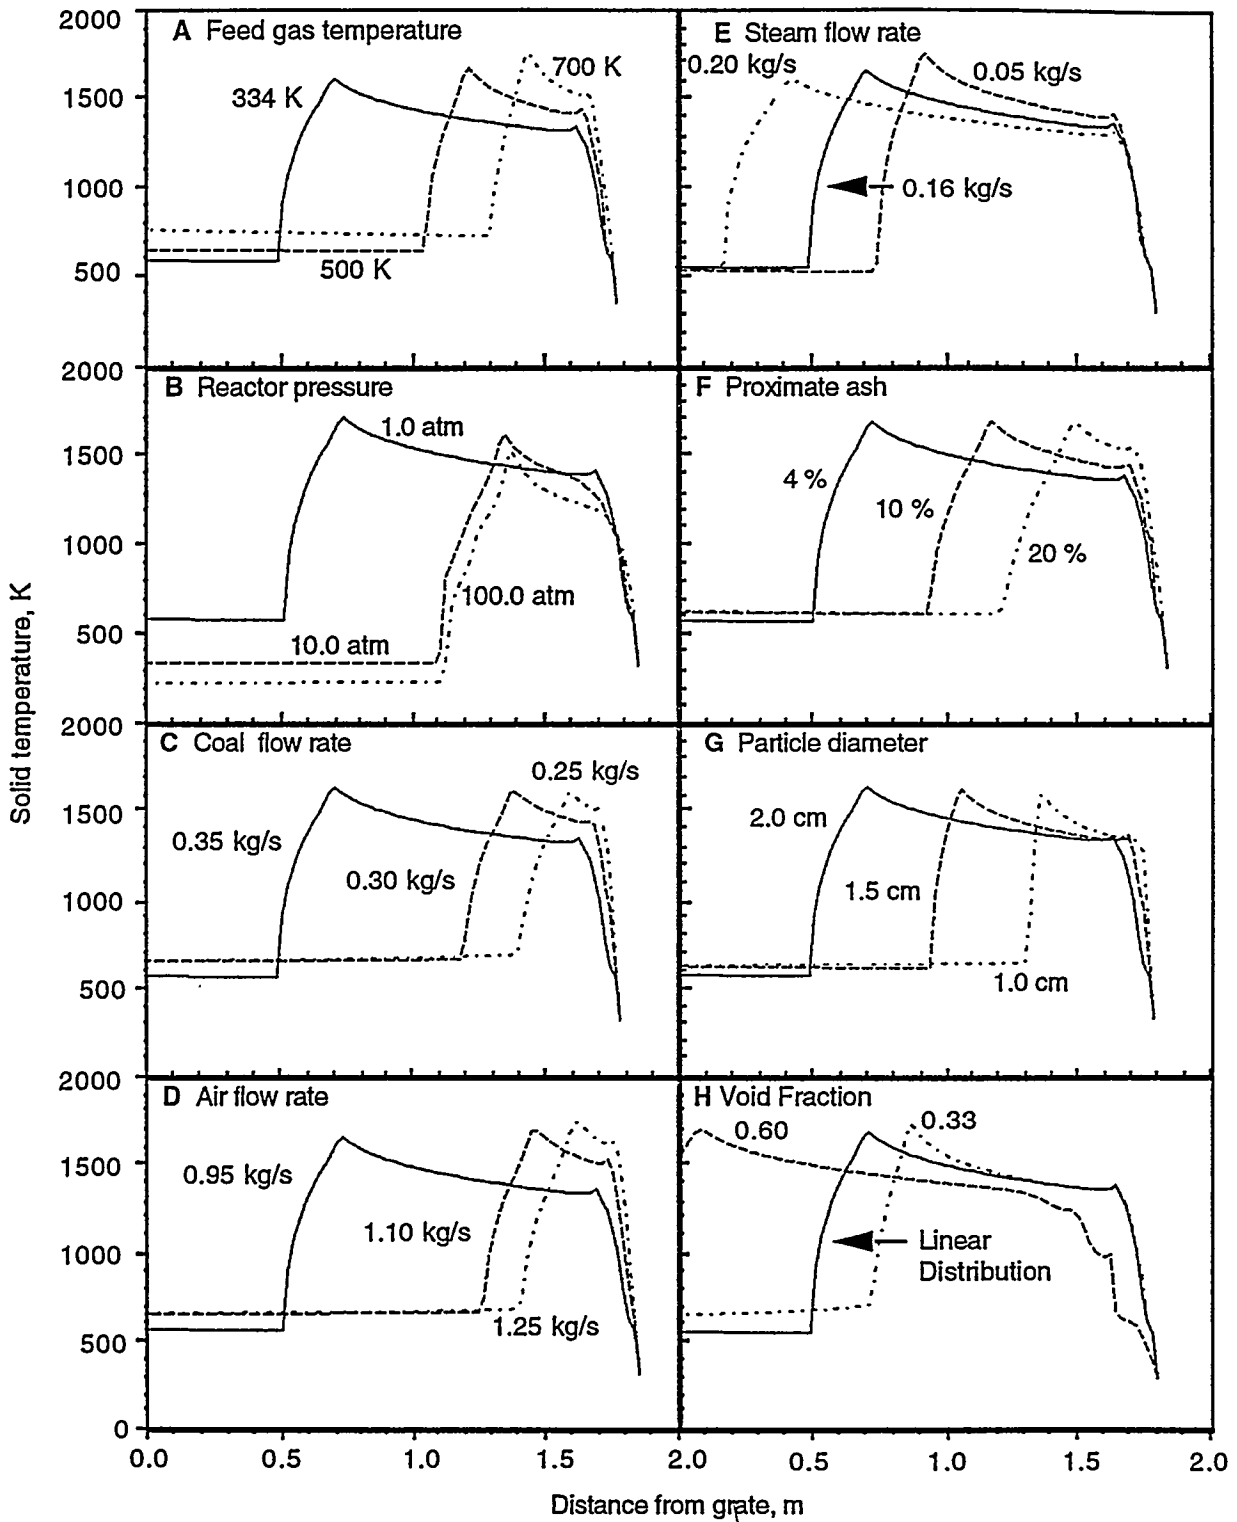 A Feed gas temperature
334 K
700 K
500 K
E Steam flow rate
0.20 kg/s
0.05 kg/s
0.16 kg/s
B Reactor pressure
1.0 atm
100.0 atm
10.0 atm
F Proximate ash
4 %
10 %
20 %
C Coal flow rate
0.25 kg/s
0.35 kg/s
0.30 kg/s
G Particle diameter
2.0 cm
1.5 cm
1.0 cm
D Air flow rate
0.95 kg/s
1.10 kg/s
1.25 kg/s
H Void Fraction
0.60
0.33
Linear
Distribution
2000
1500
1000
500
2000
1500
1000
500
2000
1500
1000
500
2000
1500
1000
500
0
Solid temperature, K
0.0 0.5 1.0 1.5 2.0 0.5 1.0 1.5 2.0
Distance from grate, m